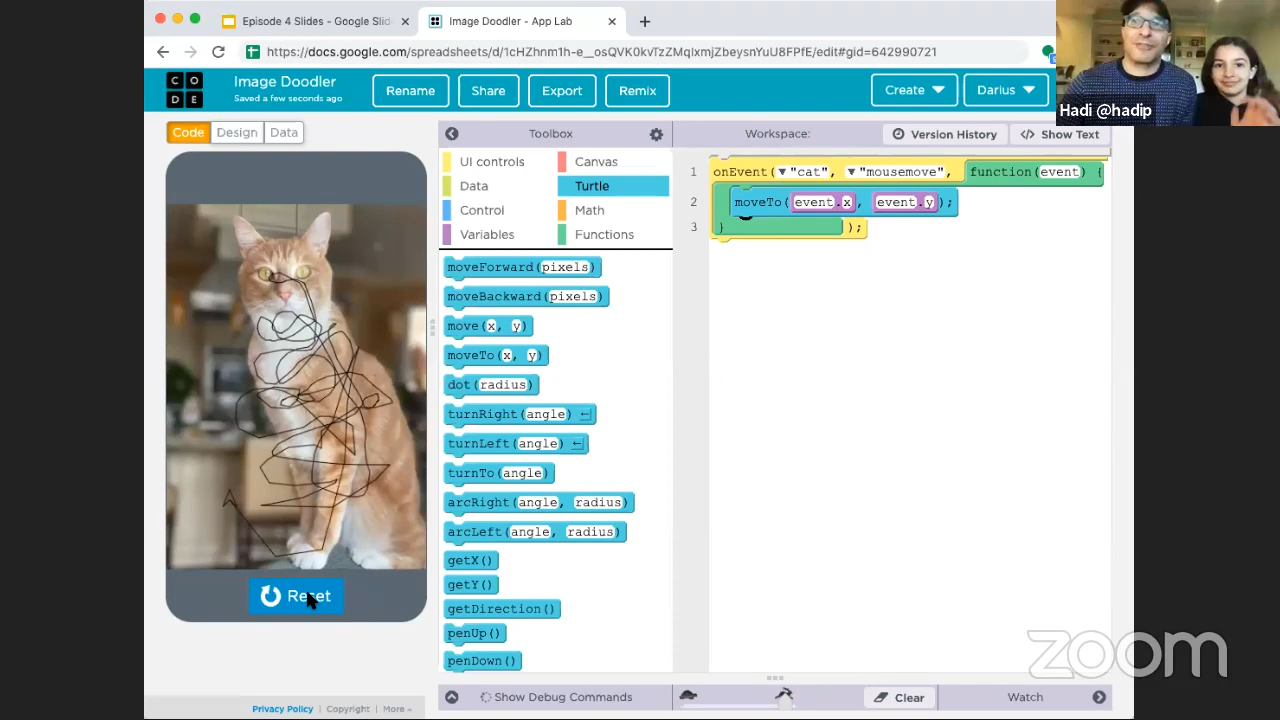 Episode 4 Slides - Google Slid
Image Doodler - App Lab
https://docs.google.com/spreadsheets/d/1cHZhnm1h-e__osQVK0kvTzZMqIxmjZbeysnYuU8FPfE/edit#gid=642990721
Hadi @hadip
CODE
Image Doodler
Saved a few seconds ago
Rename
Share
Export
Remix
Create
Darius
Code
Design
Data
Toolbox
Workspace:
Version History
</> Show Text
UI controls
Canvas
Data
Turtle
Control
Math
Variables
Functions
moveForward(pixels)
moveBackward(pixels)
move(x, y)
moveTo(x, y)
dot(radius)
turnRight(angle)
turnLeft(angle)
turnTo(angle)
arcRight(angle, radius)
arcLeft(angle, radius)
getX()
getY()
getDirection()
penUp()
penDown()
1 onEvent("cat", "mousemove", function(event) {
2 moveTo(event.x, event.y);
3 } );
Reset
Show Debug Commands
Clear
Watch
Privacy Policy | Copyright | More
zoom